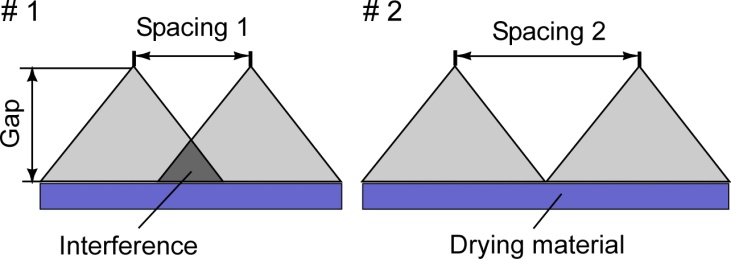 # 1
Spacing 1
# 2
Spacing 2
Gap
Interference
Drying material